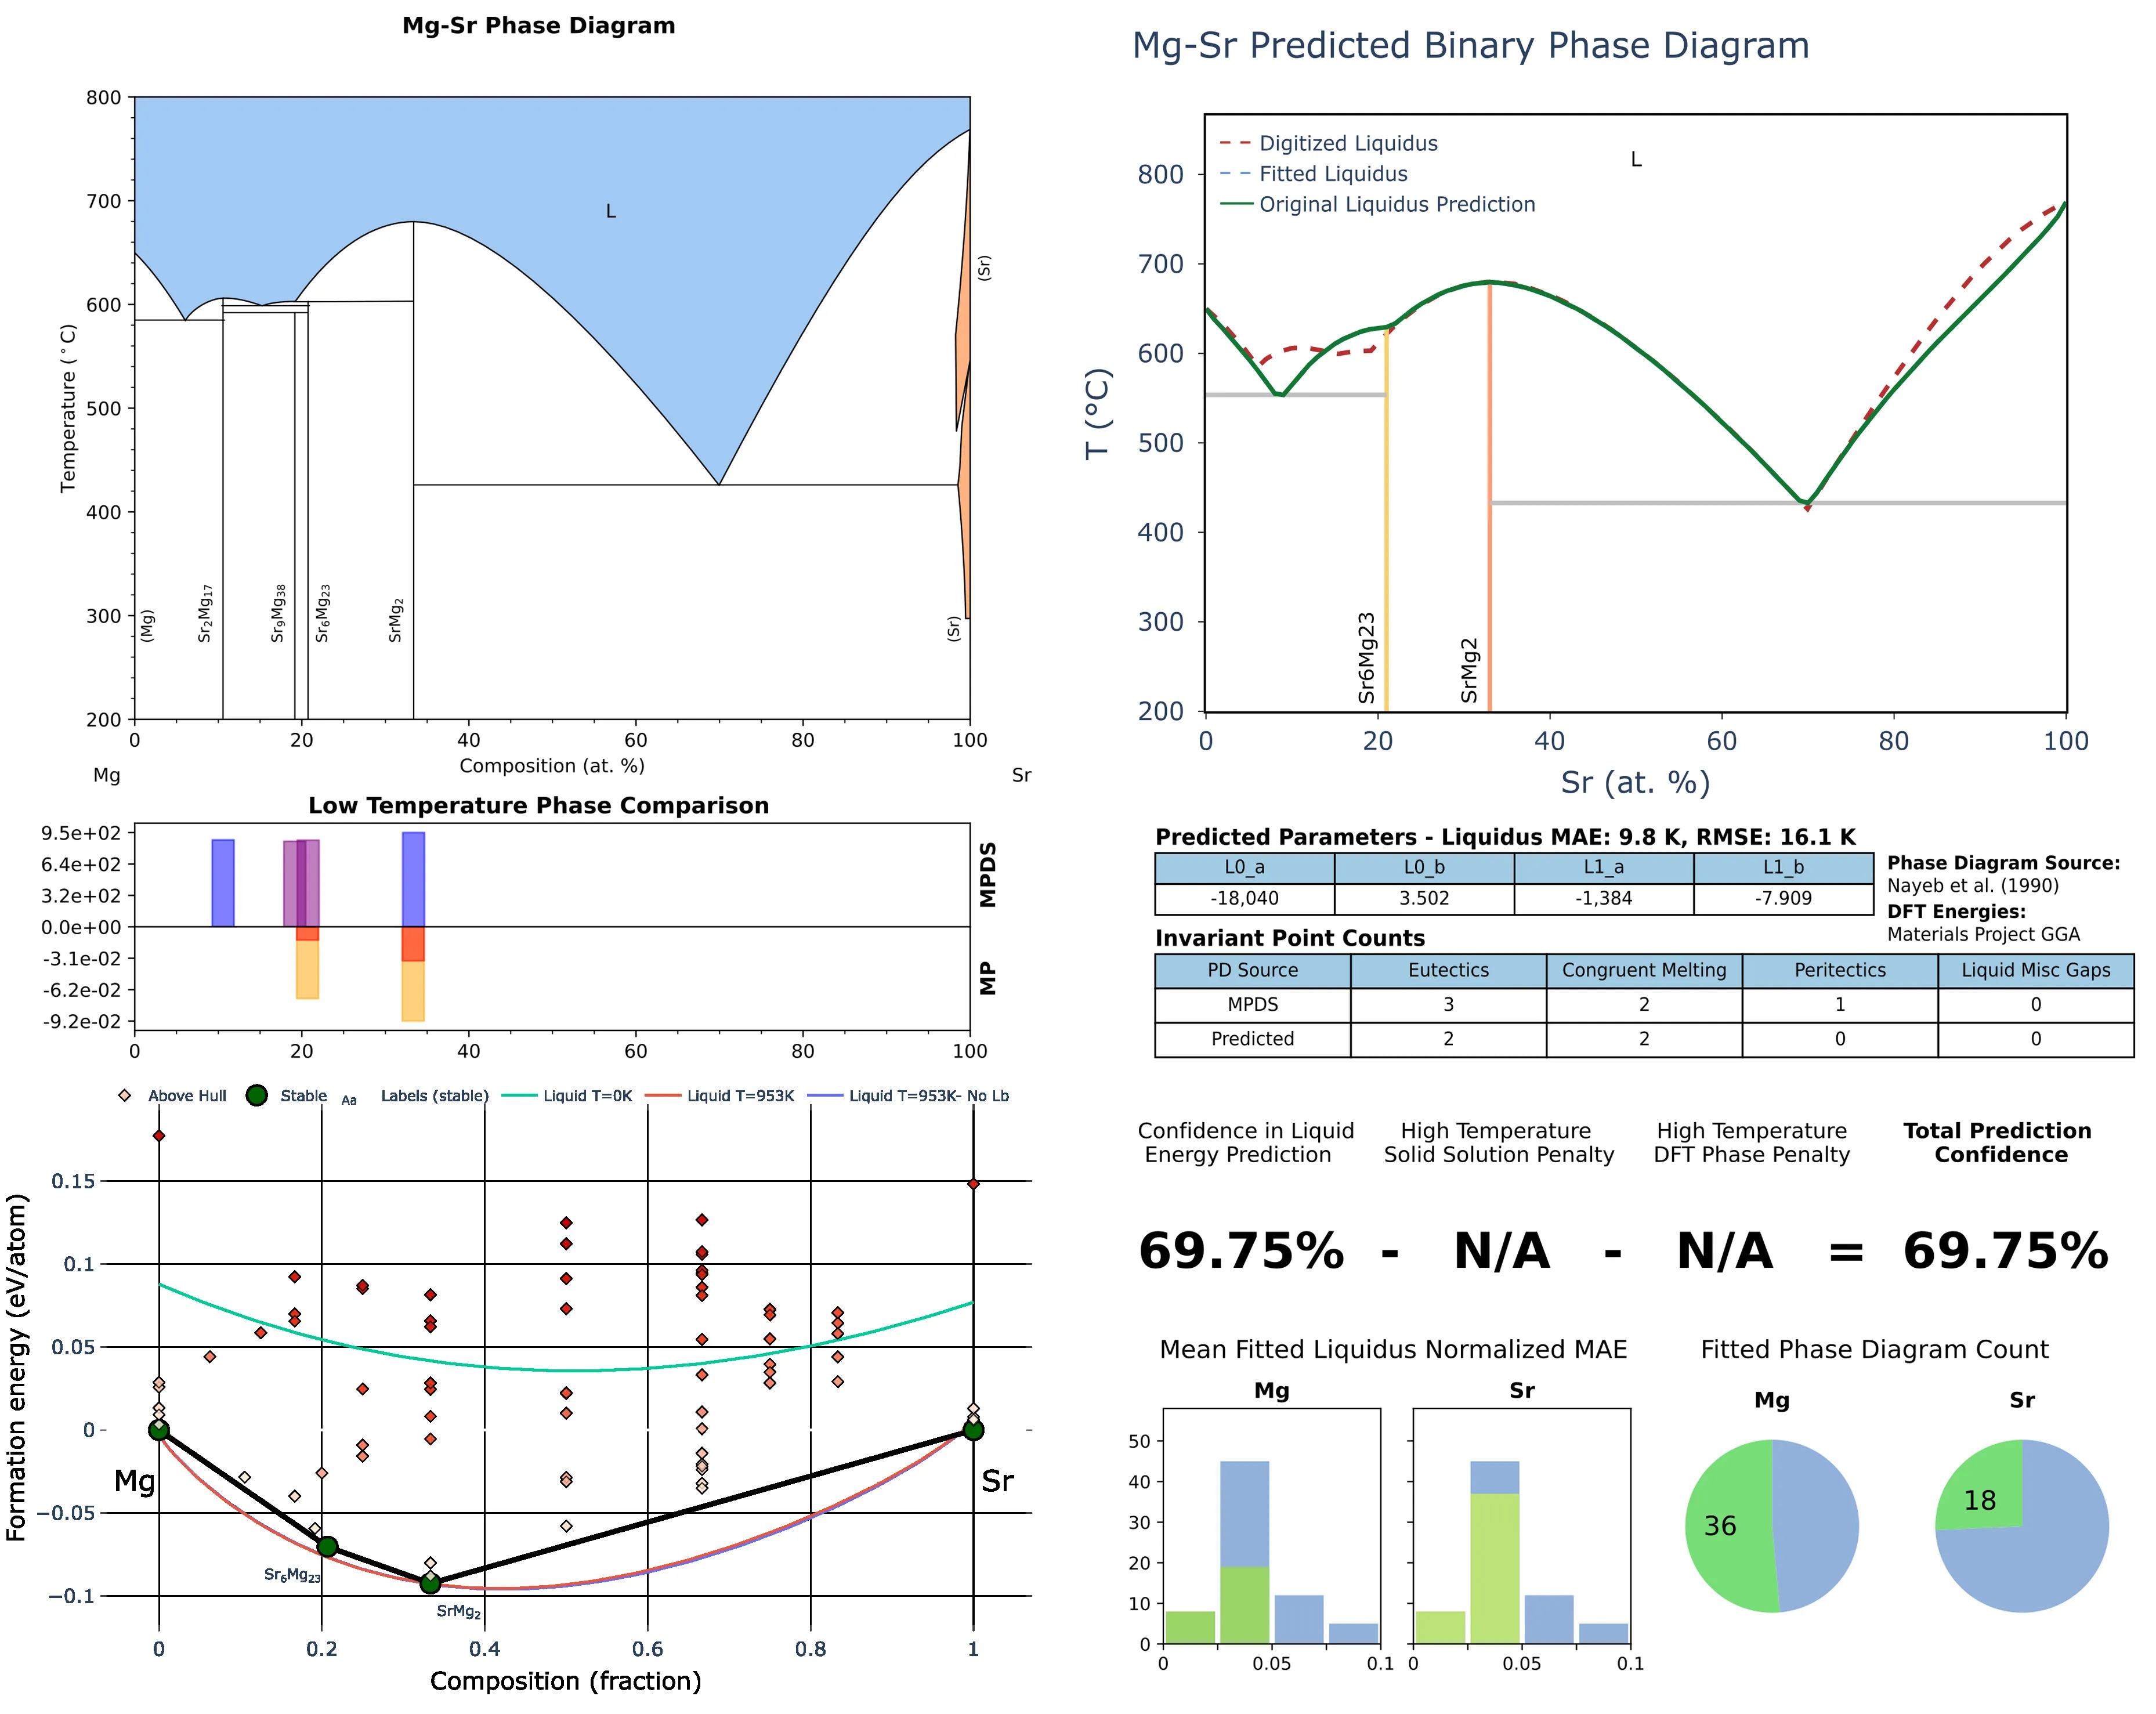 Mg-Sr Phase Diagram
800
700
600
500
400
300
200
Temperature (°C)
L
(Sr)
(Mg)
Sr2Mg17
Sr9Mg38
Sr6Mg23
SrMg2
(Sr)
0 20 40 60 80 100
Composition (at. %)
Mg Sr
Low Temperature Phase Comparison
9.5e+02
6.4e+02
3.2e+02
0.0e+00
-3.1e-02
-6.2e-02
-9.2e-02
MPDS
MP
0 20 40 60 80 100
Above Hull Stable Aa Labels (stable) Liquid T=0K Liquid T=953K Liquid T=953K- No Lb
0.15
0.1
0.05
0
−0.05
−0.1
Formation energy (eV/atom)
Mg
Sr
Sr6Mg23
SrMg2
0 0.2 0.4 0.6 0.8 1
Composition (fraction)
Mg-Sr Predicted Binary Phase Diagram
Digitized Liquidus
Fitted Liquidus
Original Liquidus Prediction
L
800
700
600
500
400
300
200
T (°C)
Sr6Mg23
SrMg2
0 20 40 60 80 100
Sr (at. %)
Predicted Parameters - Liquidus MAE: 9.8 K, RMSE: 16.1 K
L0_a L0_b L1_a L1_b
-18,040 3.502 -1,384 -7.909
Phase Diagram Source:
Nayeb et al. (1990)
DFT Energies:
Materials Project GGA
Invariant Point Counts
PD Source Eutectics Congruent Melting Peritectics Liquid Misc Gaps
MPDS 3 2 1 0
Predicted 2 2 0 0
Confidence in Liquid
Energy Prediction
High Temperature
Solid Solution Penalty
High Temperature
DFT Phase Penalty
Total Prediction
Confidence
69.75% - N/A - N/A = 69.75%
Mean Fitted Liquidus Normalized MAE
Mg
Sr
50
40
30
20
10
0
0 0.05 0.1
0 0.05 0.1
Fitted Phase Diagram Count
Mg
Sr
36
18